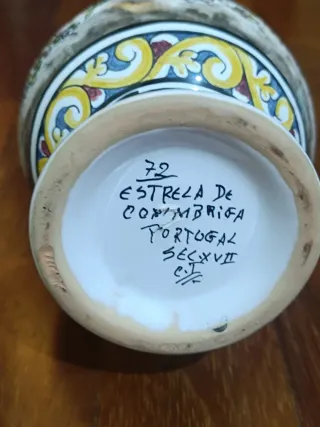 72
ESTRELA DE
CONIMBRIGA
PORTUGAL
SEC XVII
C.I